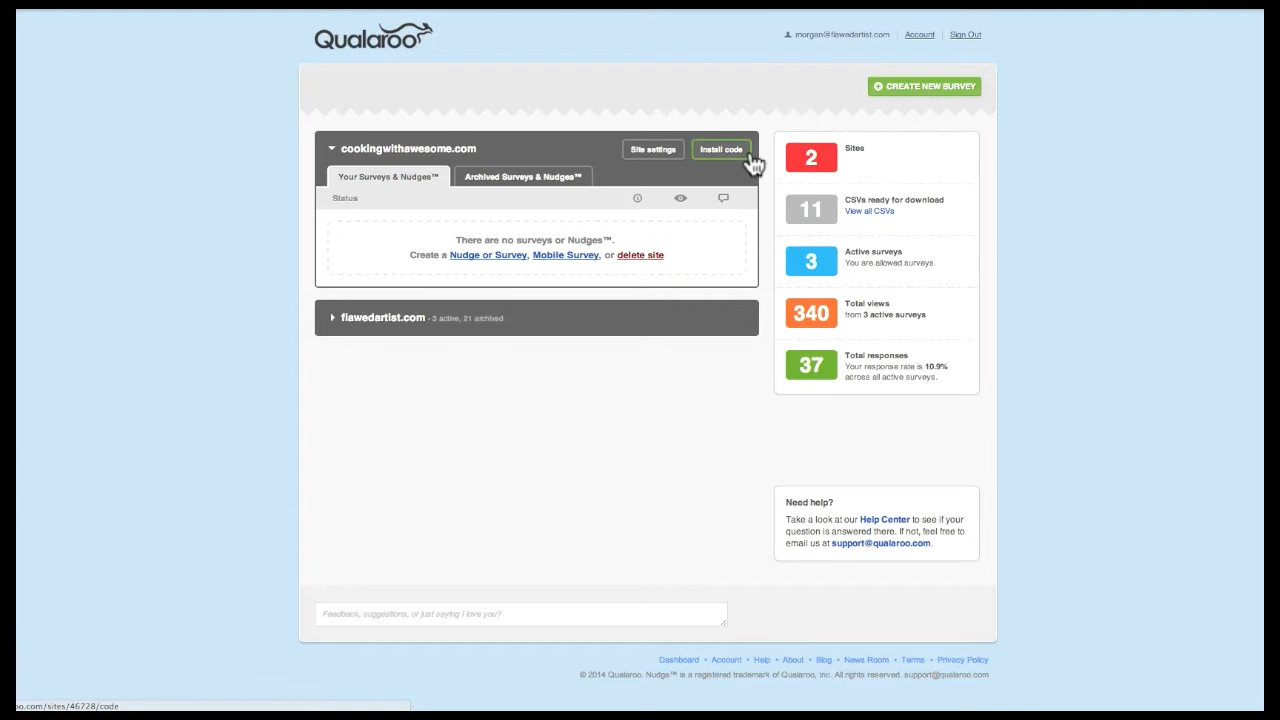 Qualaroo
morgan@flawedartist.com Account Sign Out
CREATE NEW SURVEY
cookingwithawesome.com
Site settings Install code
Your Surveys & Nudges™ Archived Surveys & Nudges™
Status
There are no surveys or Nudges™.
Create a Nudge or Survey, Mobile Survey, or delete site
flawedartist.com - 3 active, 21 archived
2 Sites
11 CSVs ready for download
View all CSVs
3 Active surveys
You are allowed surveys.
340 Total views
from 3 active surveys
37 Total responses
Your response rate is 10.9%
across all active surveys.
Need help?
Take a look at our Help Center to see if your
question is answered there. If not, feel free to
email us at support@qualaroo.com.
Feedback, suggestions, or just saying I love you?
Dashboard • Account • Help • About • Blog • News Room • Terms • Privacy Policy
© 2014 Qualaroo. Nudge™ is a registered trademark of Qualaroo, Inc. All rights reserved. support@qualaroo.com
oo.com/sites/46728/code